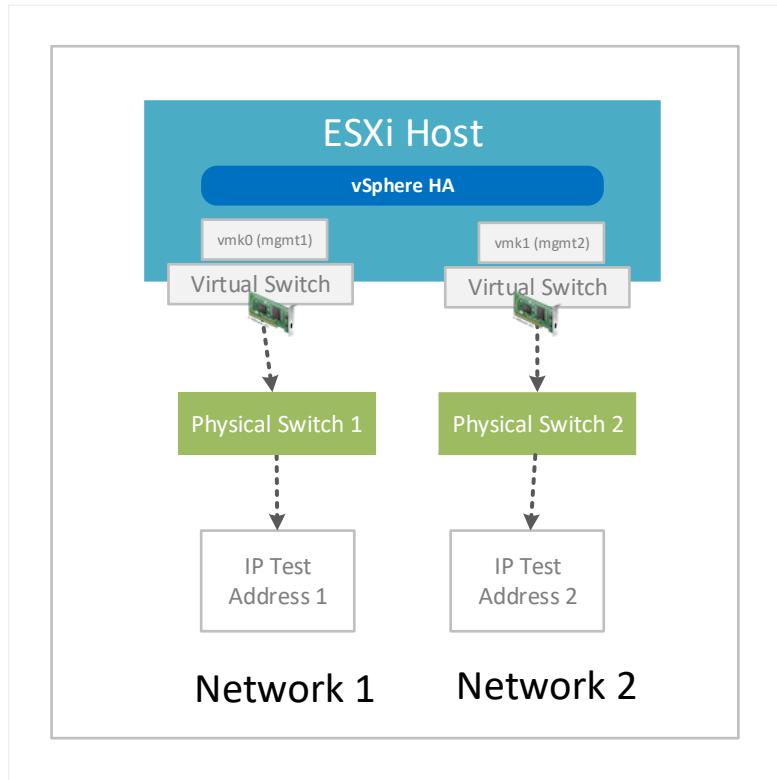 ESXi Host
vSphere HA
vmk0 (mgmt1)
vmk1 (mgmt2)
Virtual Switch
Virtual Switch
Physical Switch 1
Physical Switch 2
IP Test
Address 1
IP Test
Address 2
Network 1
Network 2